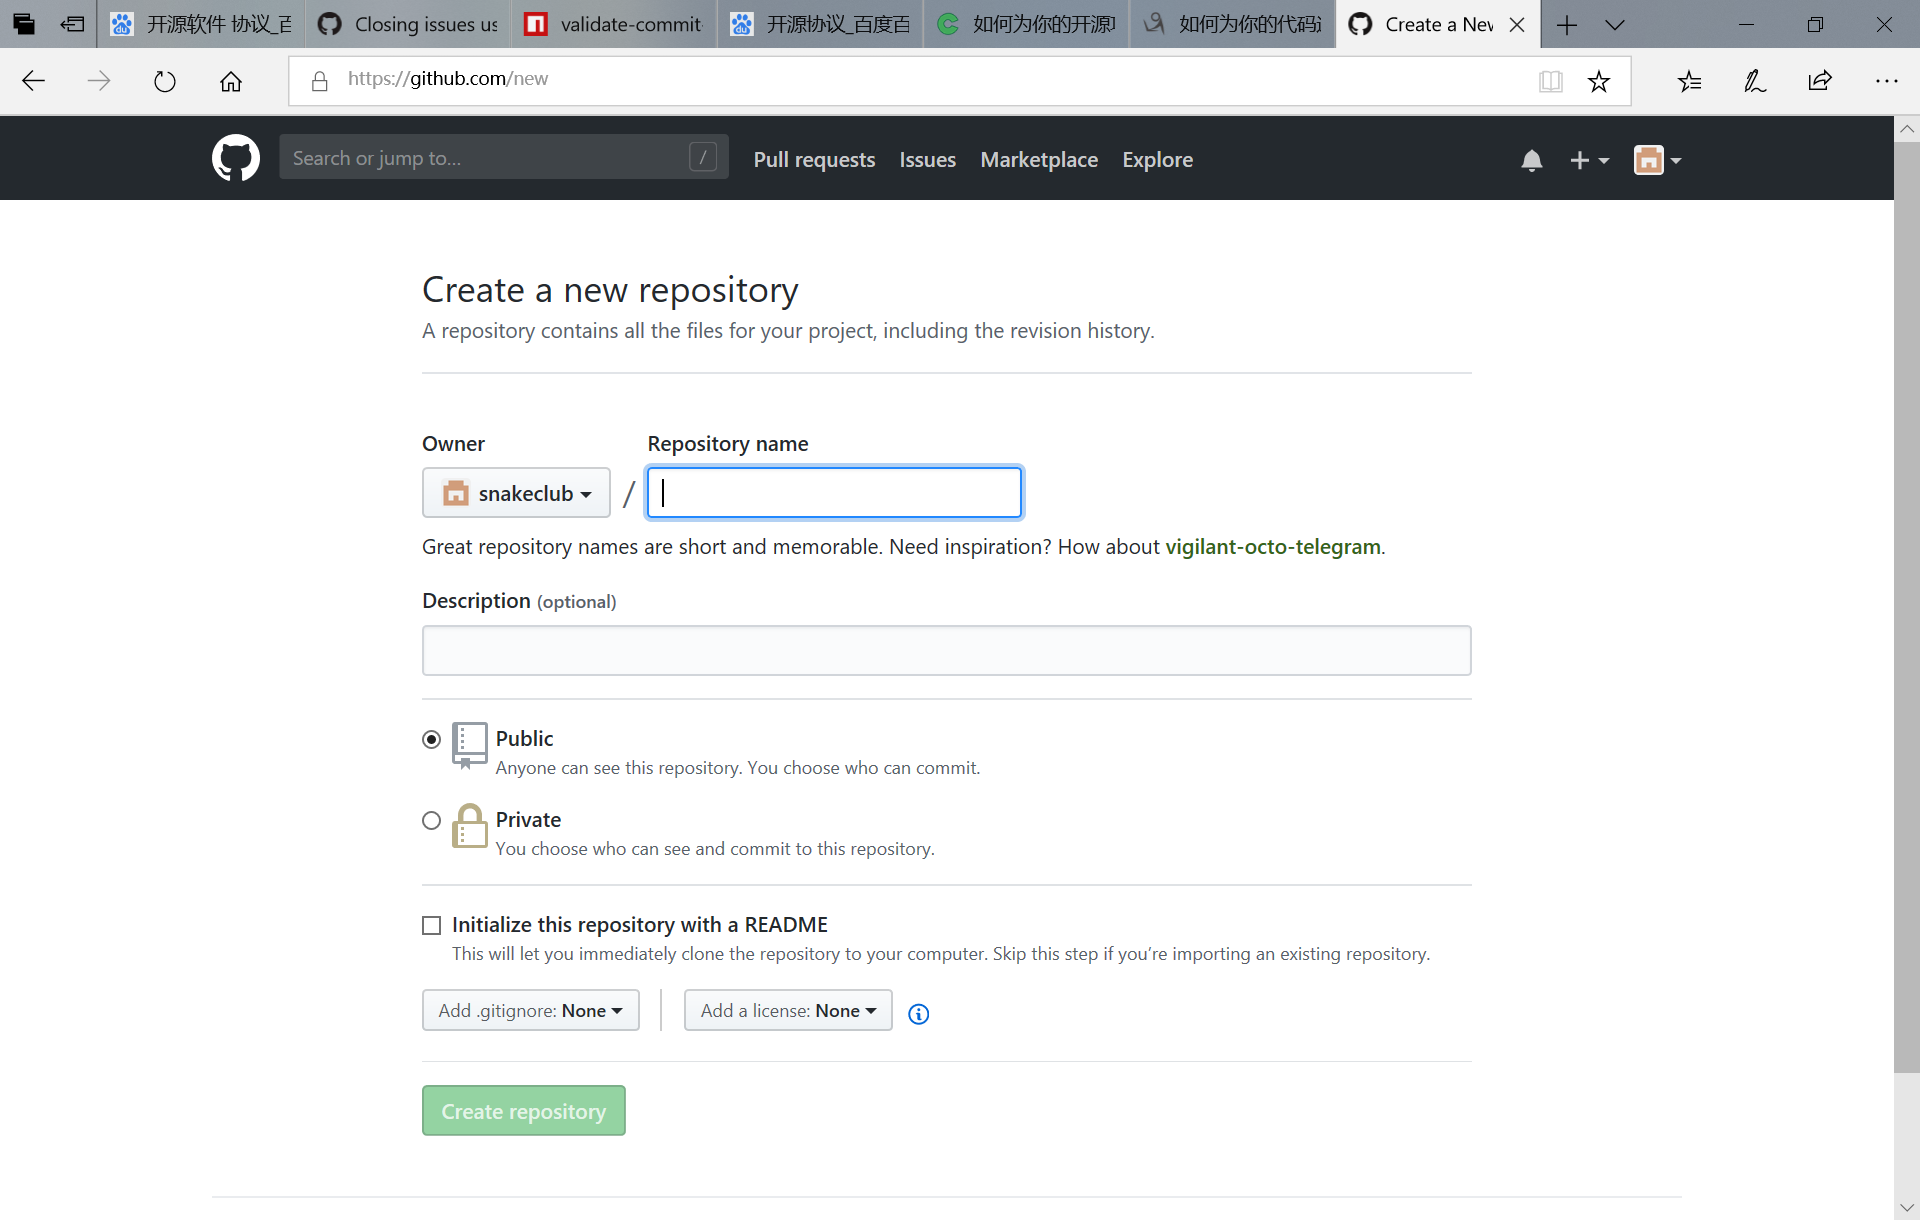 开源软件 协议_百
Closing issues us
validate-commit-
开源协议_百度百
如何为你的开源
如何为你的代码
Create a New
https://github.com/new
Search or jump to...
/
Pull requests
Issues
Marketplace
Explore
Create a new repository
A repository contains all the files for your project, including the revision history.
Owner
Repository name
snakeclub
/
Great repository names are short and memorable. Need inspiration? How about vigilant-octo-telegram.
Description (optional)
Public
Anyone can see this repository. You choose who can commit.
Private
You choose who can see and commit to this repository.
Initialize this repository with a README
This will let you immediately clone the repository to your computer. Skip this step if you’re importing an existing repository.
Add .gitignore: None
Add a license: None
Create repository